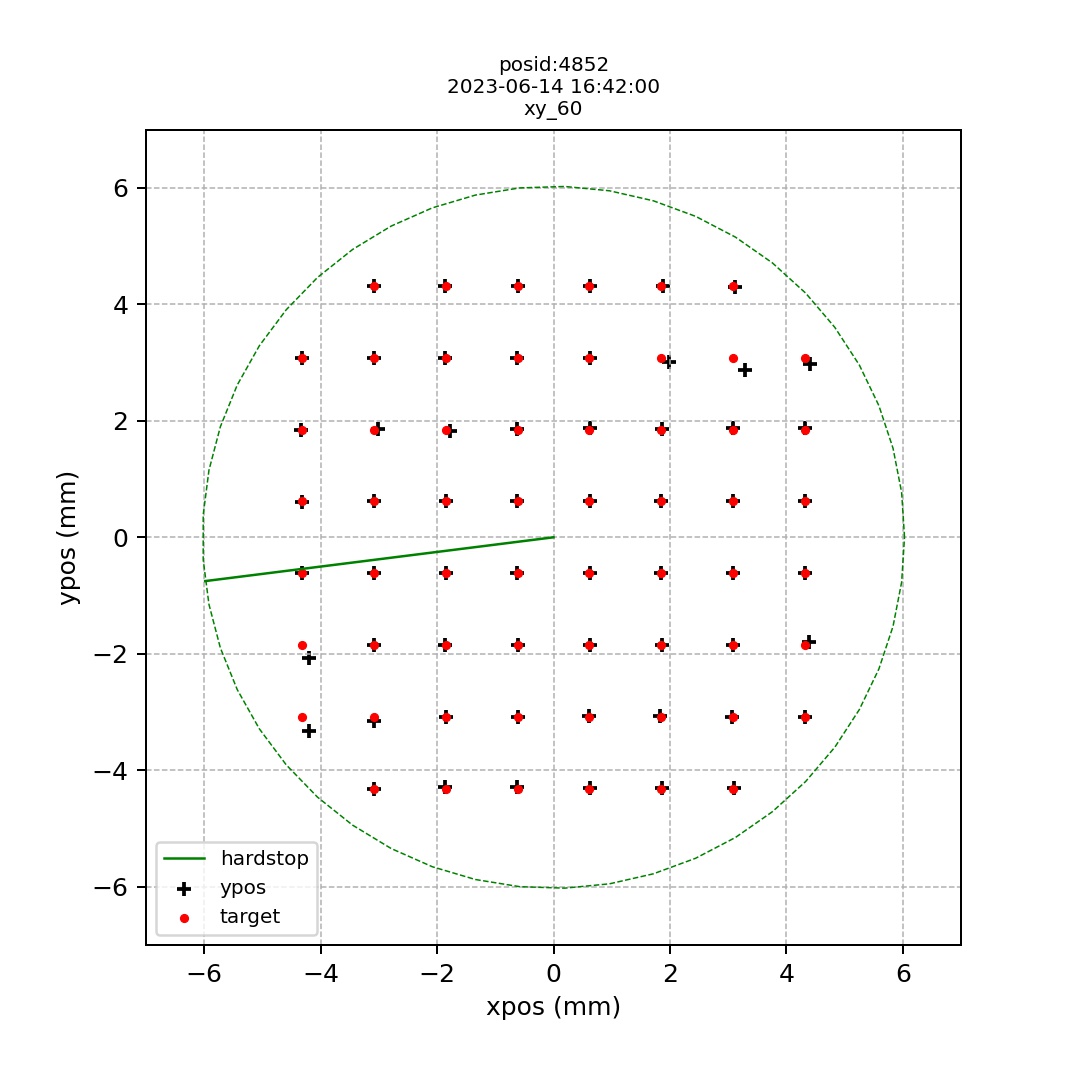 posid:4852
2023-06-14 16:42:00
xy_60
6
4
2
0
−2
−4
−6
ypos (mm)
hardstop
ypos
target
−6 −4 −2 0 2 4 6
xpos (mm)